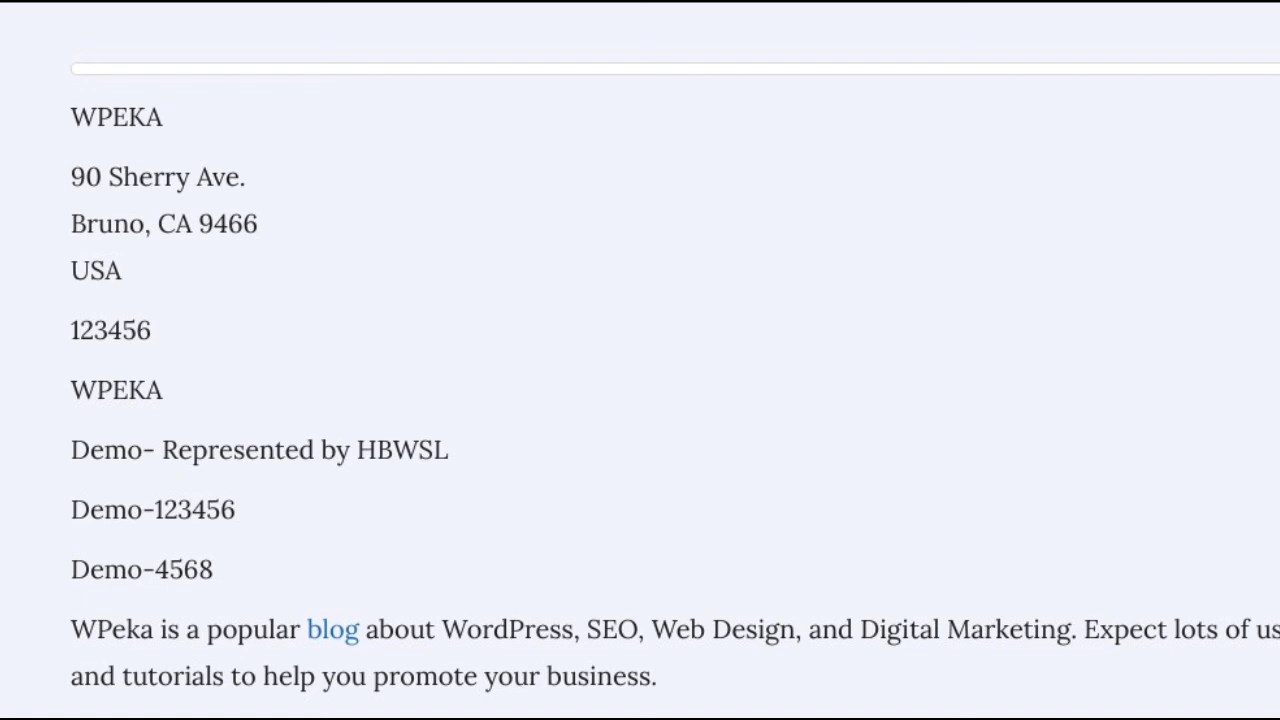 WPEKA
90 Sherry Ave.
Bruno, CA 9466
USA
123456
WPEKA
Demo- Represented by HBWSL
Demo-123456
Demo-4568
WPeka is a popular blog about WordPress, SEO, Web Design, and Digital Marketing. Expect lots of
and tutorials to help you promote your business.